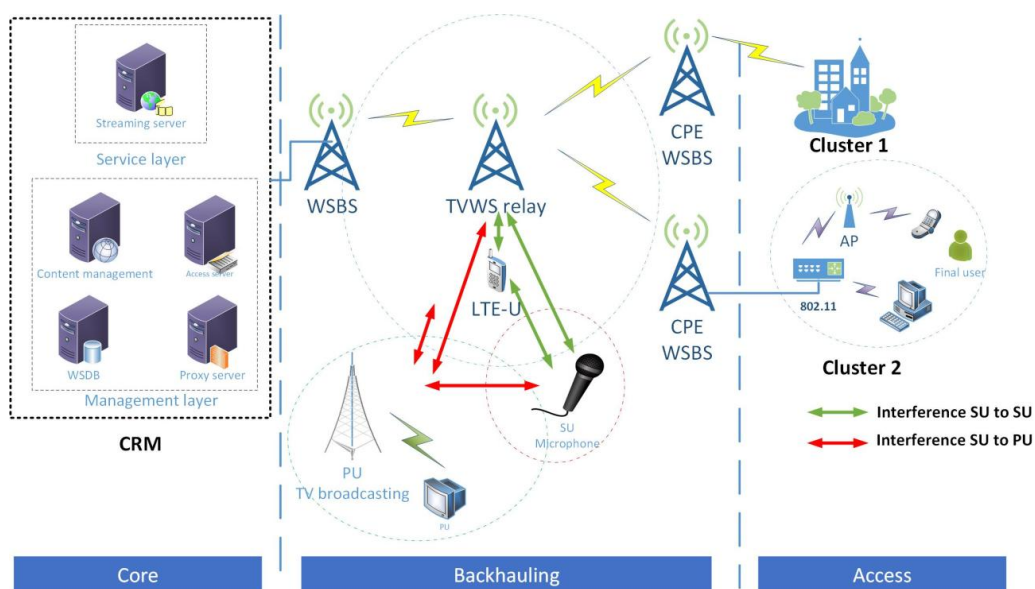 Streaming server
Service layer
Content management
Access server
WSDB
Proxy server
Management layer
CRM
WSBS
TVWS relay
LTE-U
SU
Microphone
PU
TV broadcasting
PU
CPE
WSBS
CPE
WSBS
Cluster 1
AP
Final user
802.11
Cluster 2
Interference SU to SU
Interference SU to PU
Core
Backhauling
Access